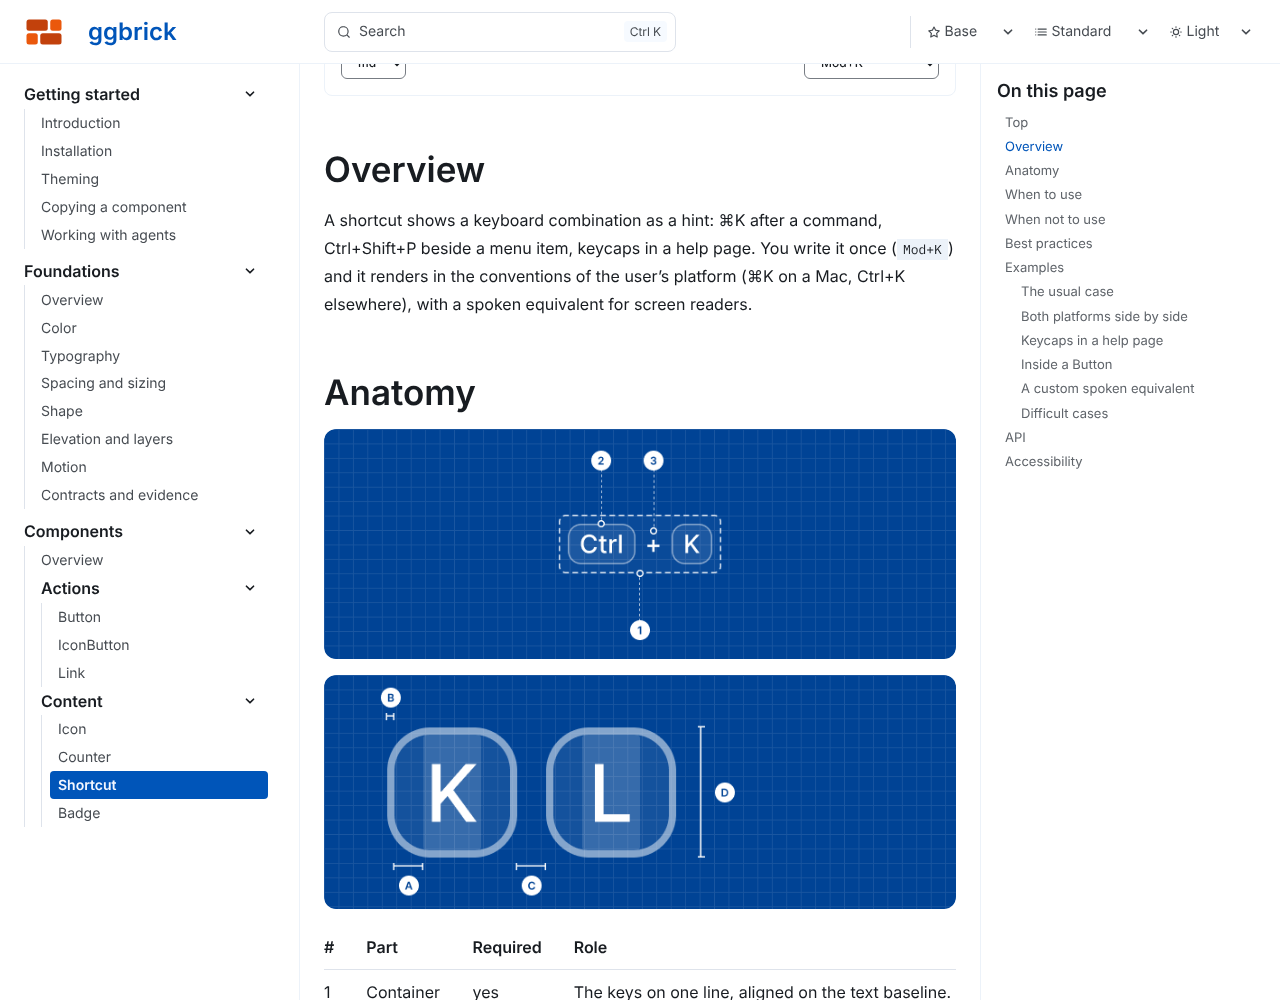 ggbrick
Search
Ctrl K
Base
Standard
Light
Getting started
Introduction
Installation
Theming
Copying a component
Working with agents
Foundations
Overview
Color
Typography
Spacing and sizing
Shape
Elevation and layers
Motion
Contracts and evidence
Components
Overview
Actions
Button
IconButton
Link
Content
Icon
Counter
Shortcut
Badge
md
Mod+K
Overview
A shortcut shows a keyboard combination as a hint: ⌘K after a command,
Ctrl+Shift+P beside a menu item, keycaps in a help page. You write it once ( Mod+K )
and it renders in the conventions of the user’s platform (⌘K on a Mac, Ctrl+K
elsewhere), with a spoken equivalent for screen readers.
Anatomy
2 3
Ctrl + K
1
B
K L
D
A C
# Part Required Role
1 Container yes The keys on one line, aligned on the text baseline.
On this page
Top
Overview
Anatomy
When to use
When not to use
Best practices
Examples
The usual case
Both platforms side by side
Keycaps in a help page
Inside a Button
A custom spoken equivalent
Difficult cases
API
Accessibility